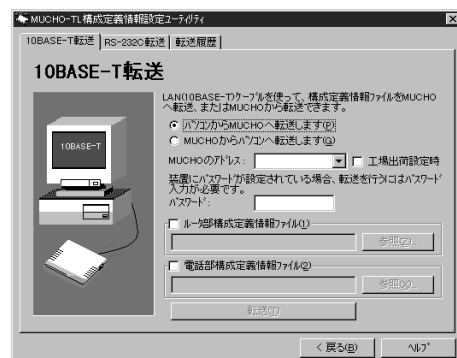 MUCHO-TL構成定義情報設定ユーティリティ
10BASE-T転送 RS-232C転送 転送履歴
10BASE-T転送
10BASE-T
LAN(10BASE-T)ケーブルを使って、構成定義情報ファイルをMUCHO
へ転送、またはMUCHOから転送できます。
パソコンからMUCHOへ転送します(P)
MUCHOからパソコンへ転送します(G)
MUCHOのアドレス: 工場出荷設定時
装置にパスワードが設定されている場合、転送を行うにはパスワード
入力が必要です。
パスワード:
ルータ部構成定義情報ファイル(1)
参照(Z)...
電話部構成定義情報ファイル(2)
転送(T)
< 戻る(B) ヘルプ